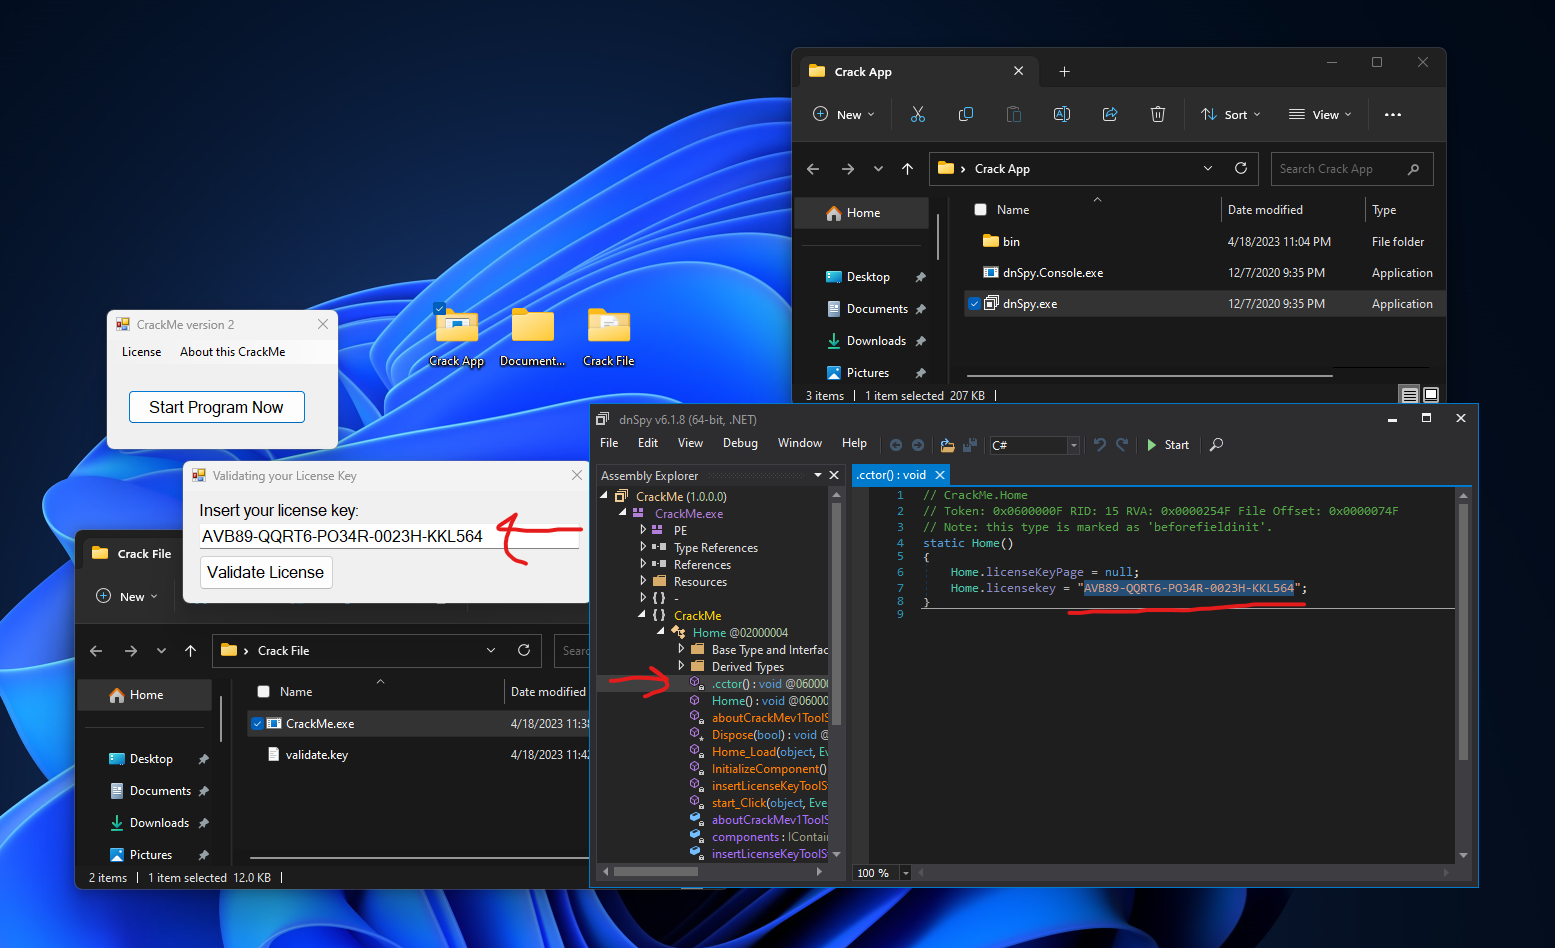 Crack App
New
Sort
View
Crack App
Search Crack App
Home
Name
Date modified
Type
bin
4/18/2023 11:04 PM
File folder
Desktop
dnSpy.Console.exe
12/7/2020 9:35 PM
Application
Documents
dnSpy.exe
12/7/2020 9:35 PM
Application
Downloads
Pictures
3 items
1 item selected 207 KB
CrackMe version 2
License
About this CrackMe
Start Program Now
Crack App
Document...
Crack File
Validating your License Key
Insert your license key:
AVB89-QQRT6-PO34R-0023H-KKL564
Validate License
Crack File
New
Crack File
Searc
Home
Name
Date modified
CrackMe.exe
4/18/2023 11:38
validate.key
4/18/2023 11:42
Desktop
Documents
Downloads
Pictures
2 items
1 item selected 12.0 KB
dnSpy v6.1.8 (64-bit, .NET)
File
Edit
View
Debug
Window
Help
C#
Start
Assembly Explorer
CrackMe (1.0.0.0)
CrackMe.exe
PE
Type References
References
Resources
{ } -
{ } CrackMe
Home @02000004
Base Type and Interfac
Derived Types
.cctor() : void @06000
Home() : void @0600
aboutCrackMev1ToolS
Dispose(bool) : void @
Home_Load(object, Ev
InitializeComponent()
insertLicenseKeyToolSt
start_Click(object, Eve
aboutCrackMev1ToolS
components : IContai
insertLicenseKeyToolSt
.cctor() : void
1 // CrackMe.Home
2 // Token: 0x0600000F RID: 15 RVA: 0x0000254F File Offset: 0x0000074F
3 // Note: this type is marked as 'beforefieldinit'.
4 static Home()
5 {
6 Home.licenseKeyPage = null;
7 Home.licensekey = "AVB89-QQRT6-PO34R-0023H-KKL564";
8 }
9
100 %